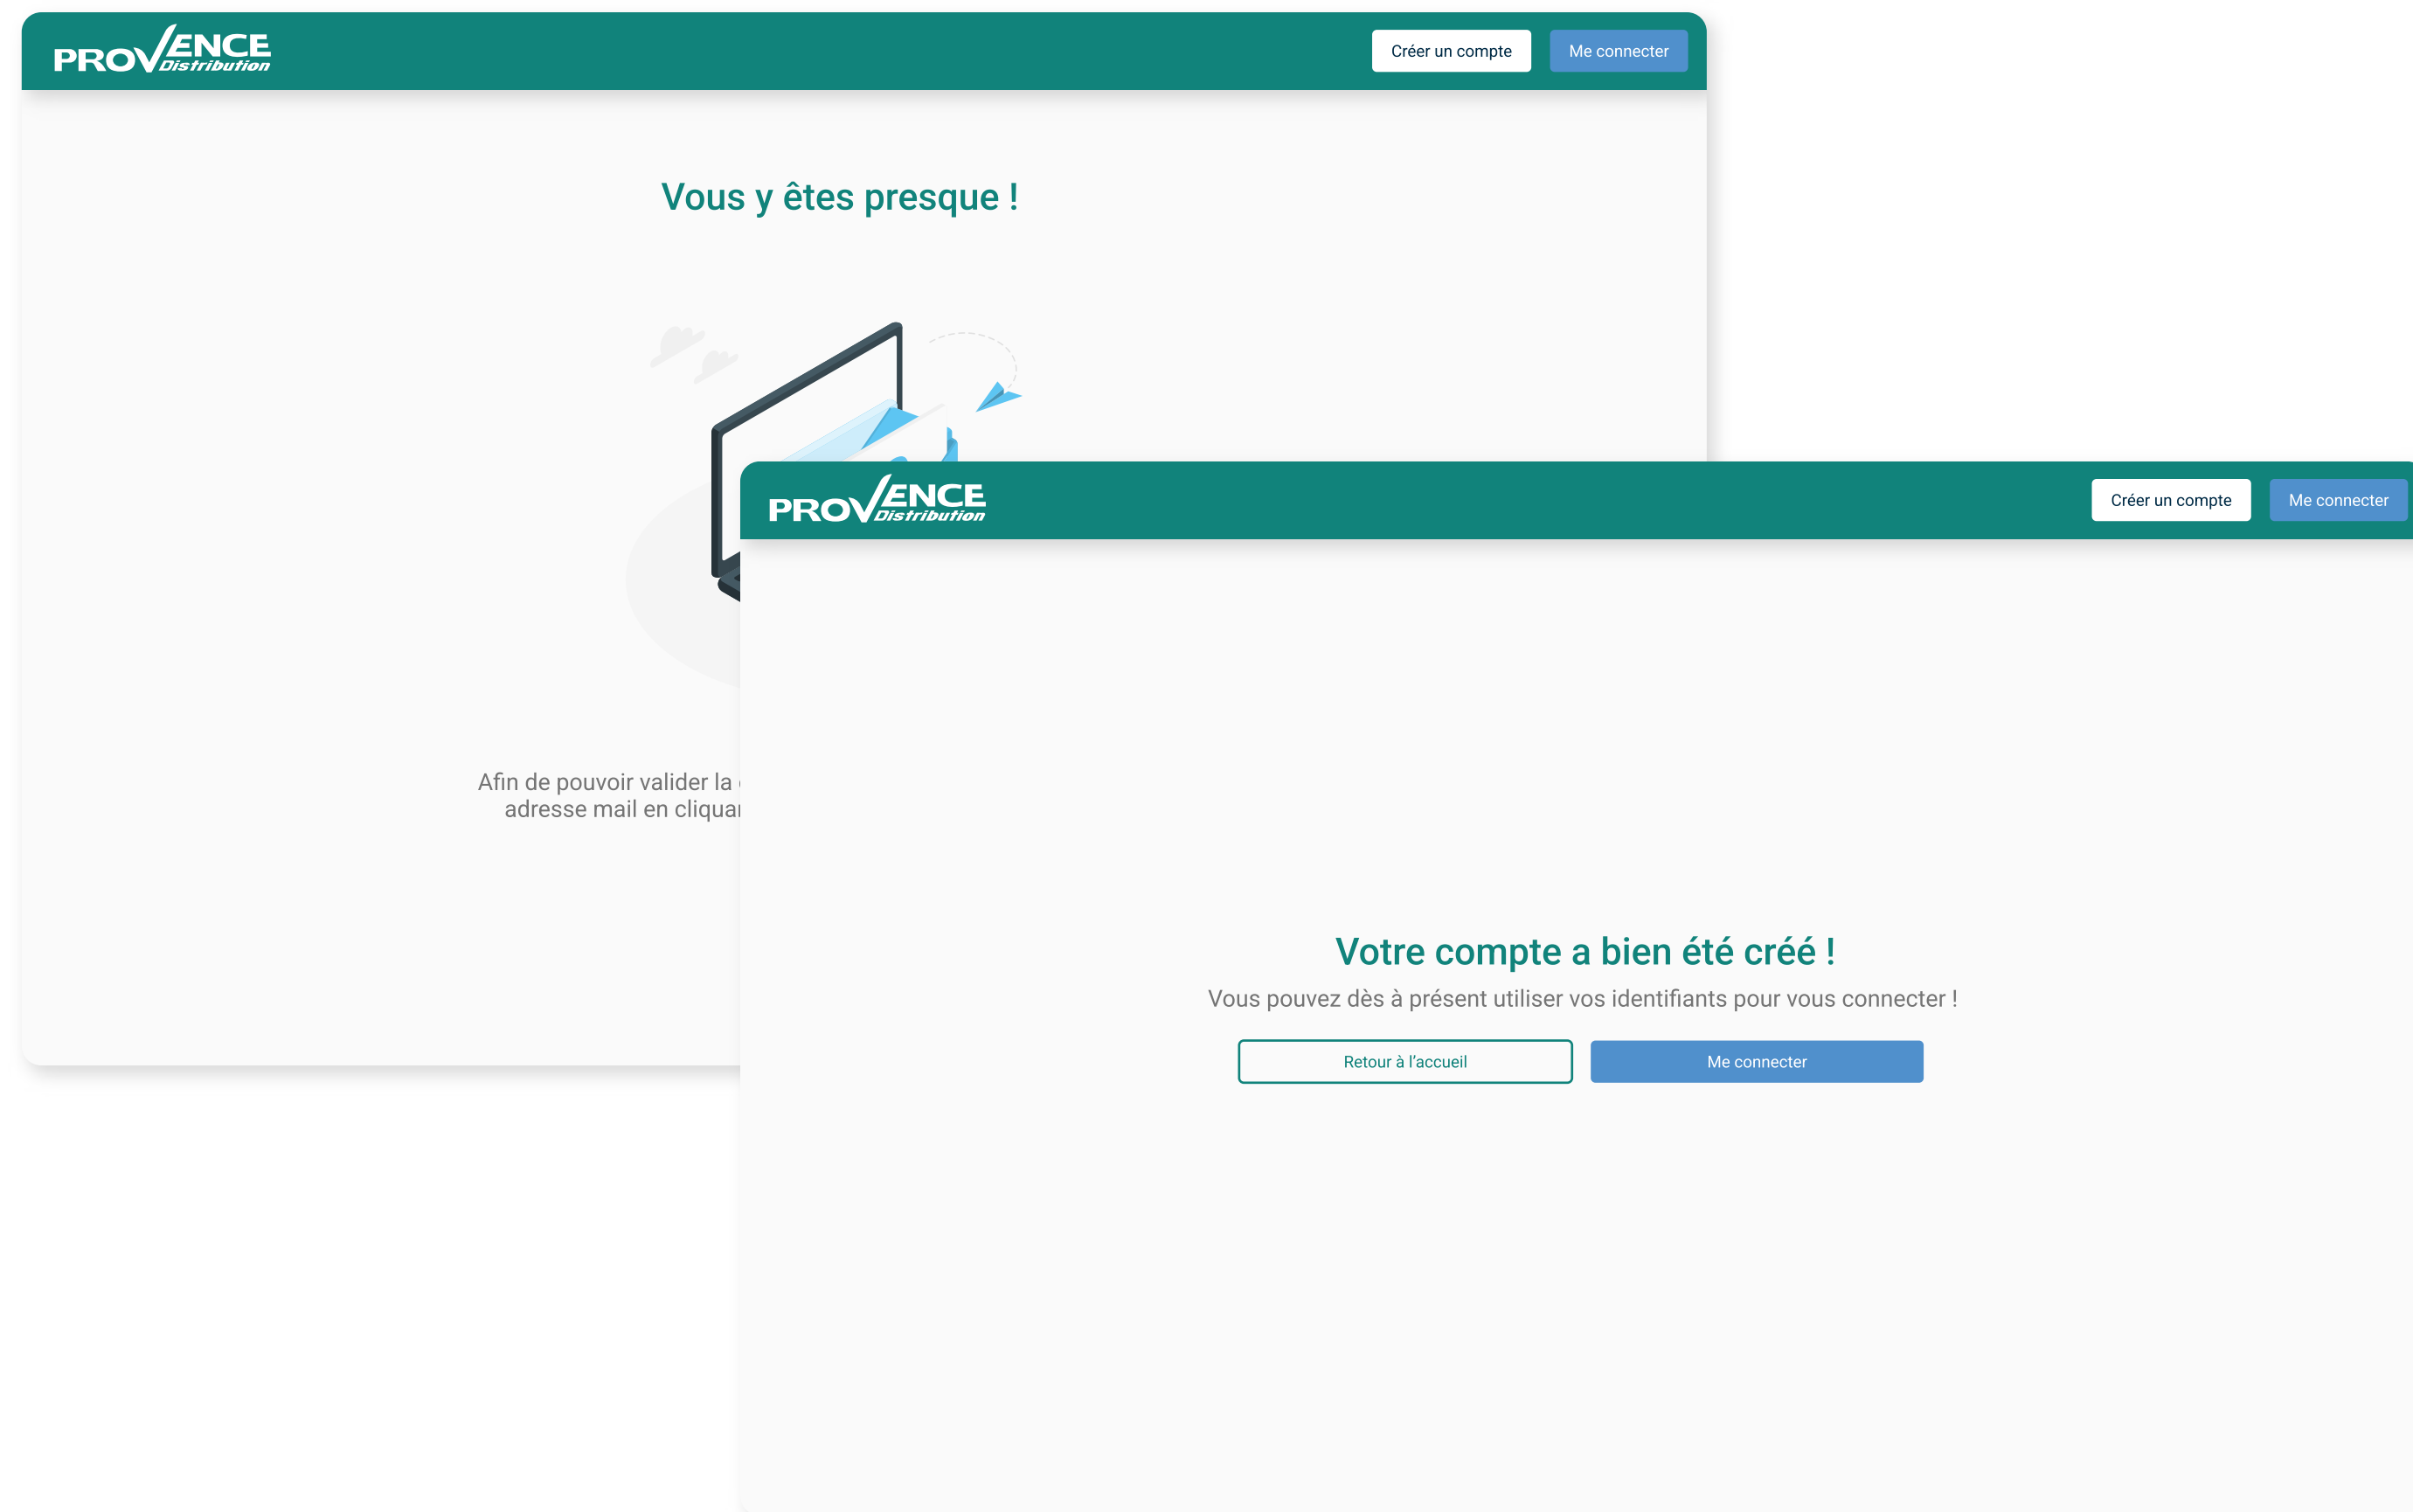 PROVENCE
Distribution
Créer un compte
Me connecter
Vous y êtes presque !
Afin de pouvoir valider la
adresse mail en cliquan
PROVENCE
Distribution
Créer un compte
Me connecter
Votre compte a bien été créé !
Vous pouvez dès à présent utiliser vos identifiants pour vous connecter !
Retour à l’accueil
Me connecter